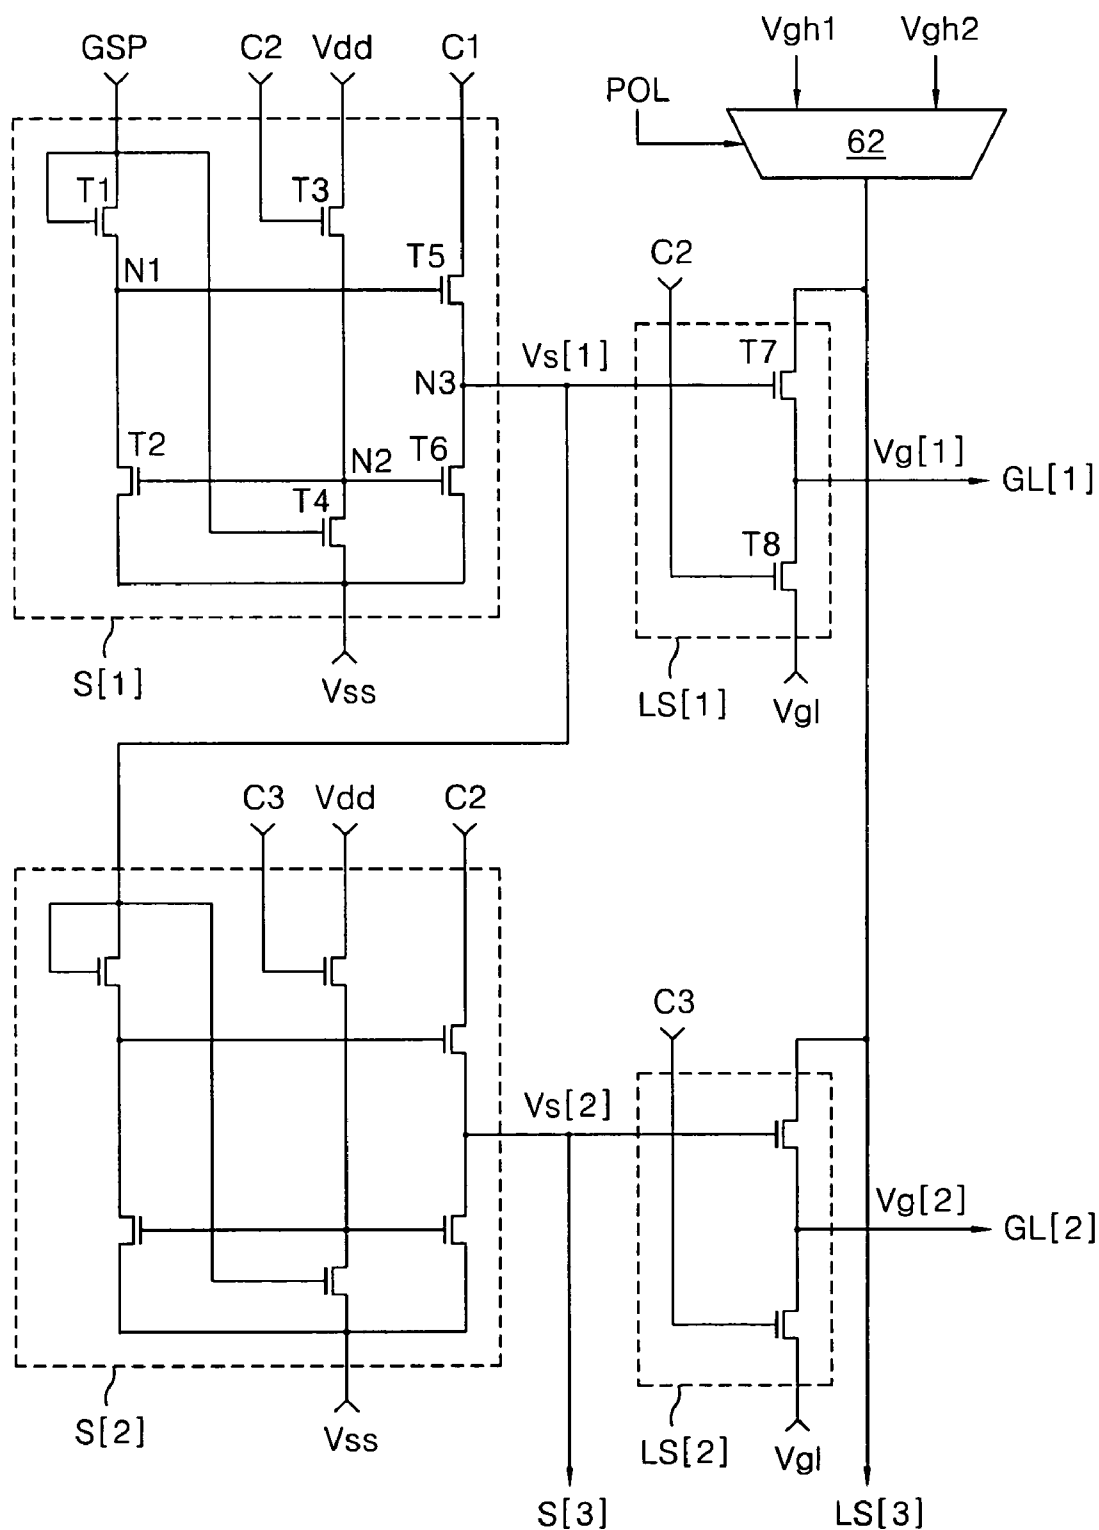 Vgh1 Vgh2
GSP C2 Vdd C1
POL
62
T1 T3
C2
T5
N1
Vs[1] T7
N3
T2 T6 Vg[1]
N2
GL[1]
T4
T8
S[1] Vss LS[1] Vgl
C3 Vdd C2
C3
Vs[2]
Vg[2]
GL[2]
S[2] Vss LS[2] Vgl
S[3] LS[3]